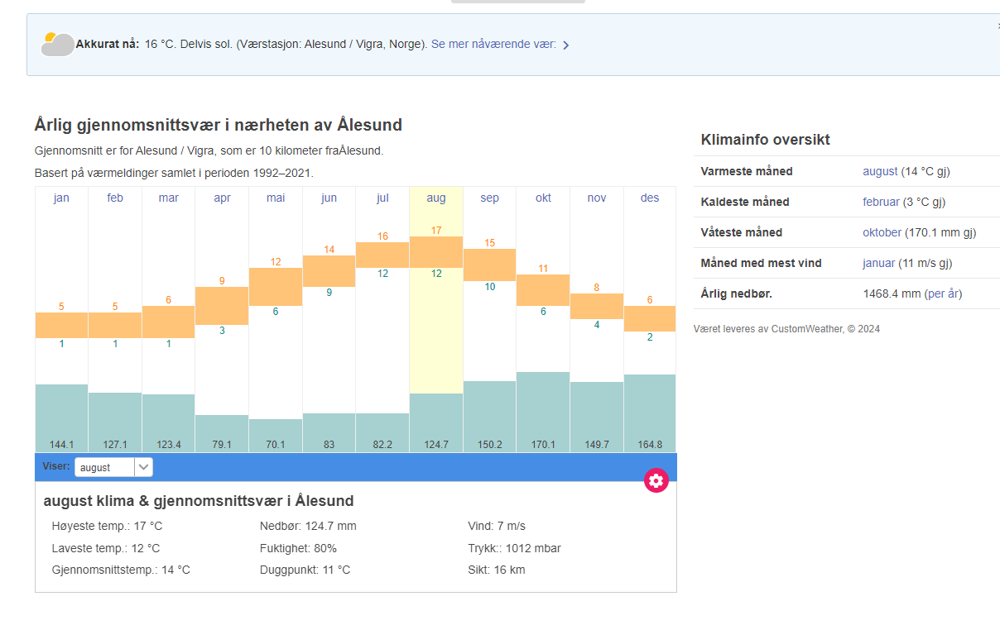 Akkurat nå: 16 °C. Delvis sol. (Værstasjon: Alesund / Vigra, Norge). Se mer nåværende vær:
Årlig gjennomsnittsvær i nærheten av Ålesund
Gjennomsnitt er for Alesund / Vigra, som er 10 kilometer fraÅlesund.
Basert på værmeldinger samlet i perioden 1992–2021.
jan feb mar apr mai jun jul aug sep okt nov des
5 5 6 9 12 14 16 17 15 11 8 6
1 1 1 3 6 9 12 12 10 6 4 2
144.1 127.1 123.4 79.1 70.1 83 82.2 124.7 150.2 170.1 149.7 164.8
Viser: august
august klima & gjennomsnittsvær i Ålesund
Høyeste temp.: 17 °C Nedbør: 124.7 mm Vind: 7 m/s
Laveste temp.: 12 °C Fuktighet: 80% Trykk:: 1012 mbar
Gjennomsnittstemp.: 14 °C Duggpunkt: 11 °C Sikt: 16 km
Klimainfo oversikt
Varmeste måned august (14 °C gj)
Kaldeste måned februar (3 °C gj)
Våteste måned oktober (170.1 mm gj)
Måned med mest vind januar (11 m/s gj)
Årlig nedbør. 1468.4 mm (per år)
Været leveres av CustomWeather, © 2024